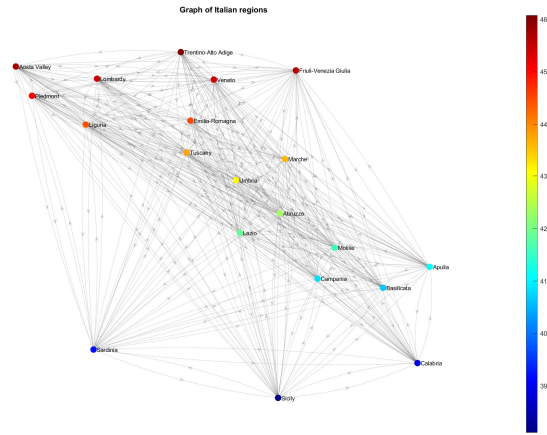 Graph of Italian regions
46
Trentino-Alto Adige
Aosta Valley
Friuli-Venezia Giulia
45
Lombardy
Veneto
Piedmont
Liguria
Emilia-Romagna
44
Tuscany
Marche
43
Umbria
Abruzzo
42
Lazio
Molise
41
Apulia
Campania
Basilicata
40
Sardinia
39
Calabria
Sicily